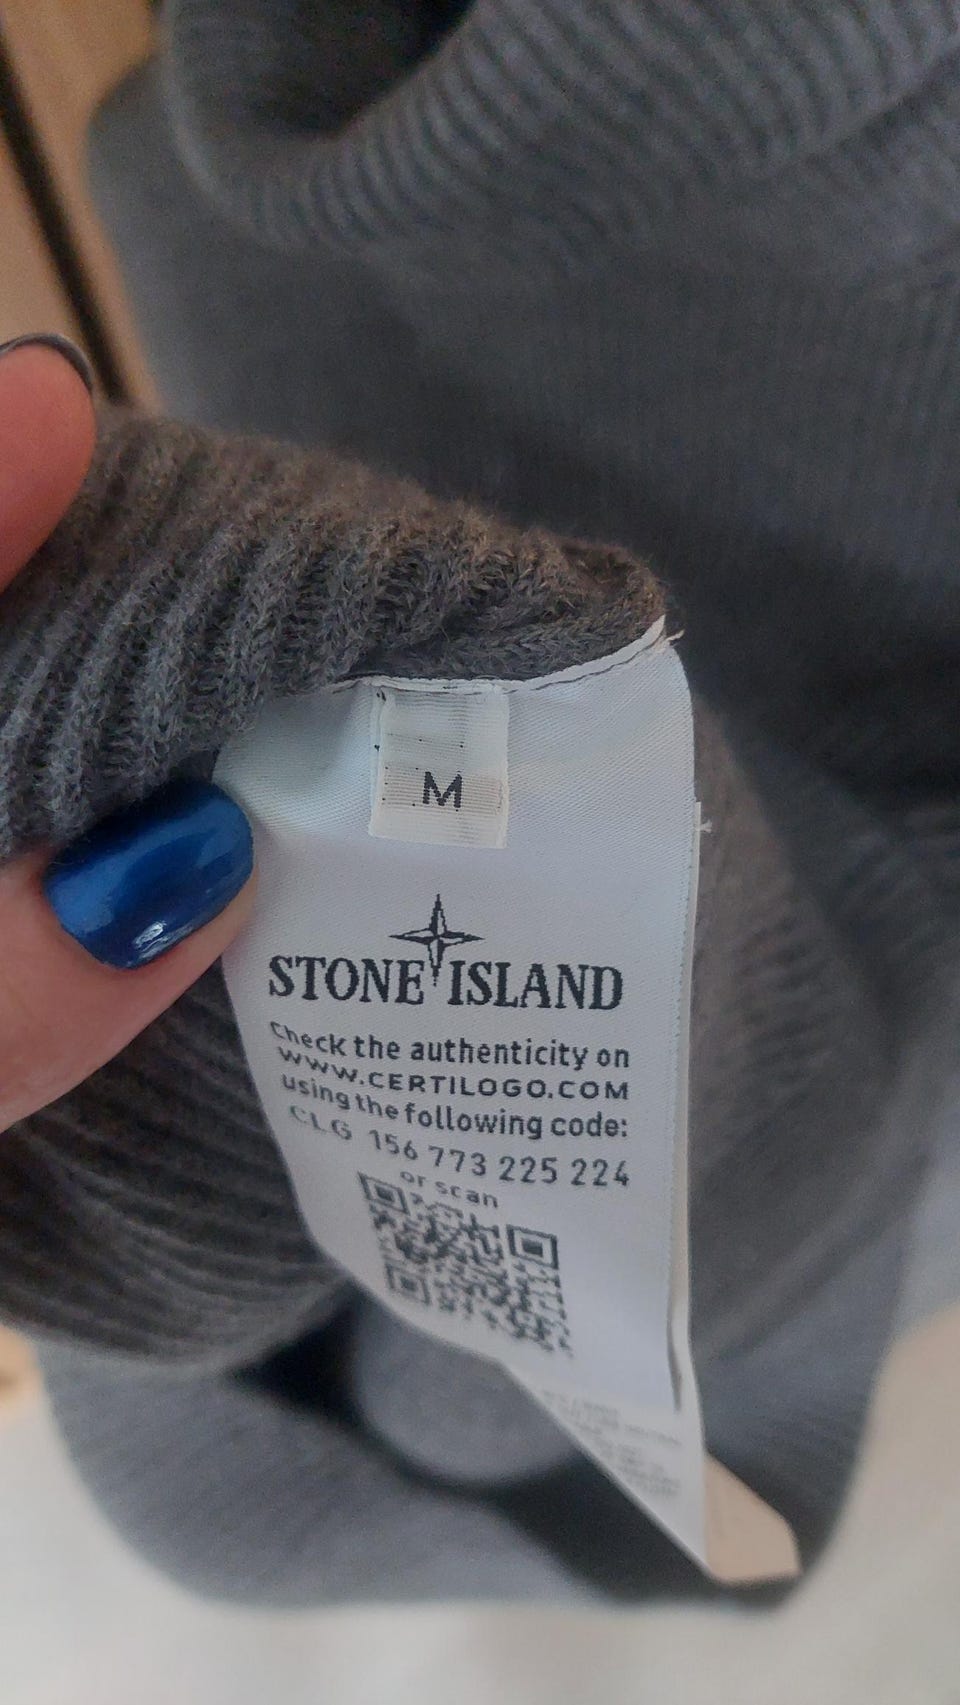 M
STONE ISLAND
Check the authenticity on
WWW.CERTILOGO.COM
using the following code:
CLG 156 773 225 224
or scan